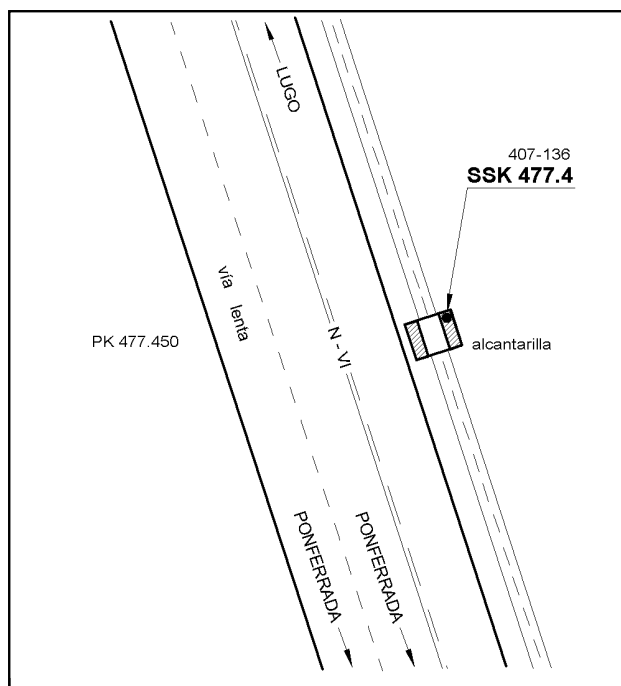 LUGO
407-136
SSK 477.4
vía lenta
N - VI
PK 477.450
alcantarilla
PONFERRADA
PONFERRADA